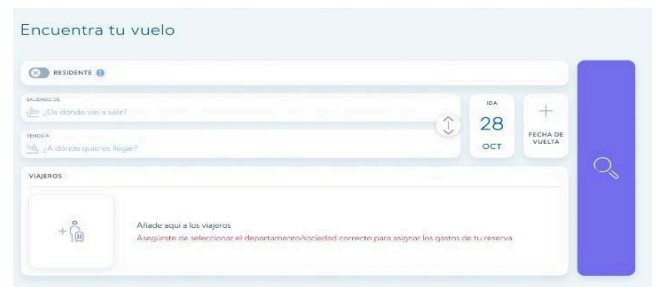 Encuentra tu vuelo
RESIDENTE
SALIENDO DE
¿De dónde vas a salir?
YENDO A
¿A dónde quieres llegar?
IDA
28
OCT
FECHA DE
VUELTA
VIAJEROS
Añade aquí a los viajeros
Asegúrate de seleccionar el departamento/sociedad correcto para asignar los gastos de tu reserva